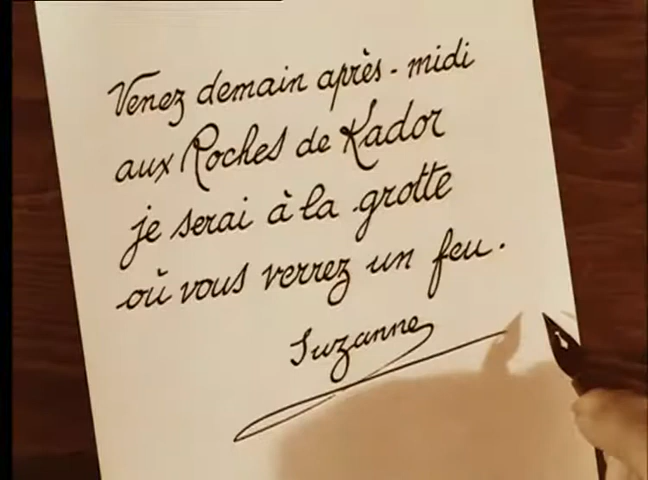 Venez demain après-midi
aux Roches de Kador
je serai à la grotte
où vous verrez un feu.
Suzanne